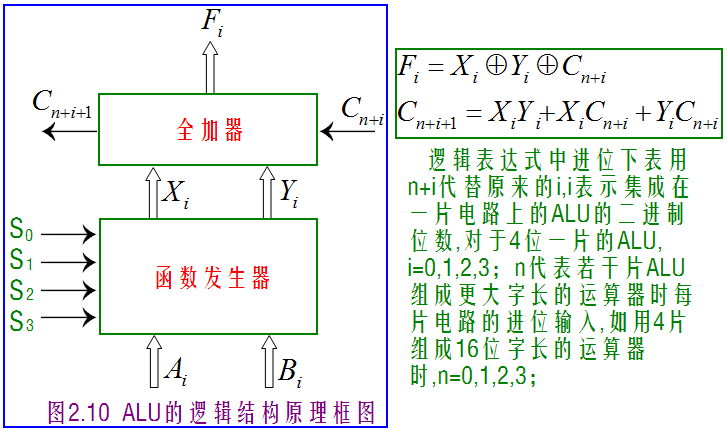 F_i
C_{n+i+1}
C_{n+i}
全加器
X_i
Y_i
S_0
S_1
S_2
S_3
函数发生器
A_i
B_i
图2.10 ALU的逻辑结构原理框图
F_i = X_i ⊕ Y_i ⊕ C_{n+i}
C_{n+i+1} = X_iY_i+X_iC_{n+i} + Y_iC_{n+i}
逻辑表达式中进位下表用
n+i代替原来的i,i表示集成在
一片电路上的ALU的二进制
位数,对于4位一片的ALU,
i=0,1,2,3；n代表若干片ALU
组成更大字长的运算器时每
片电路的进位输入,如用4片
组成16位字长的运算器
时,n=0,1,2,3；